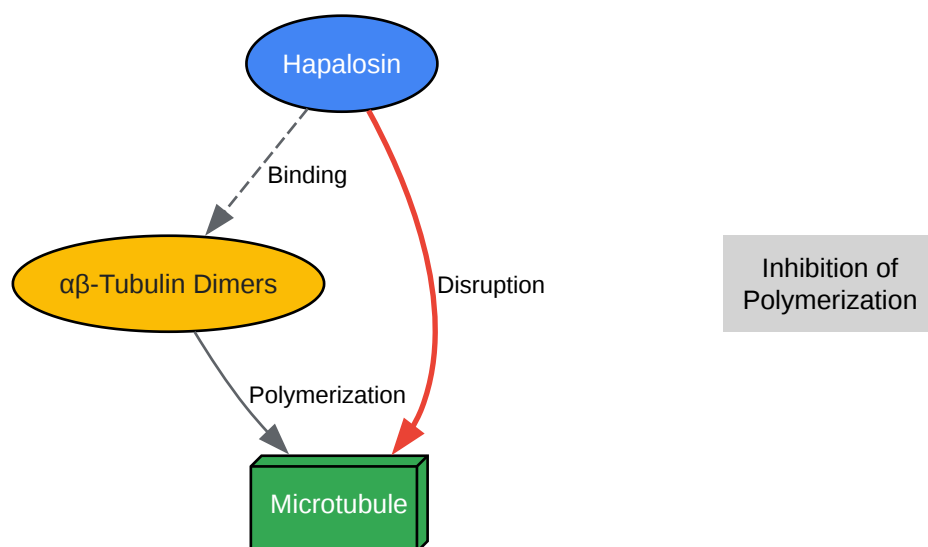 Hapalosin
Binding
αβ-Tubulin Dimers
Disruption
Inhibition of
Polymerization
Polymerization
Microtubule